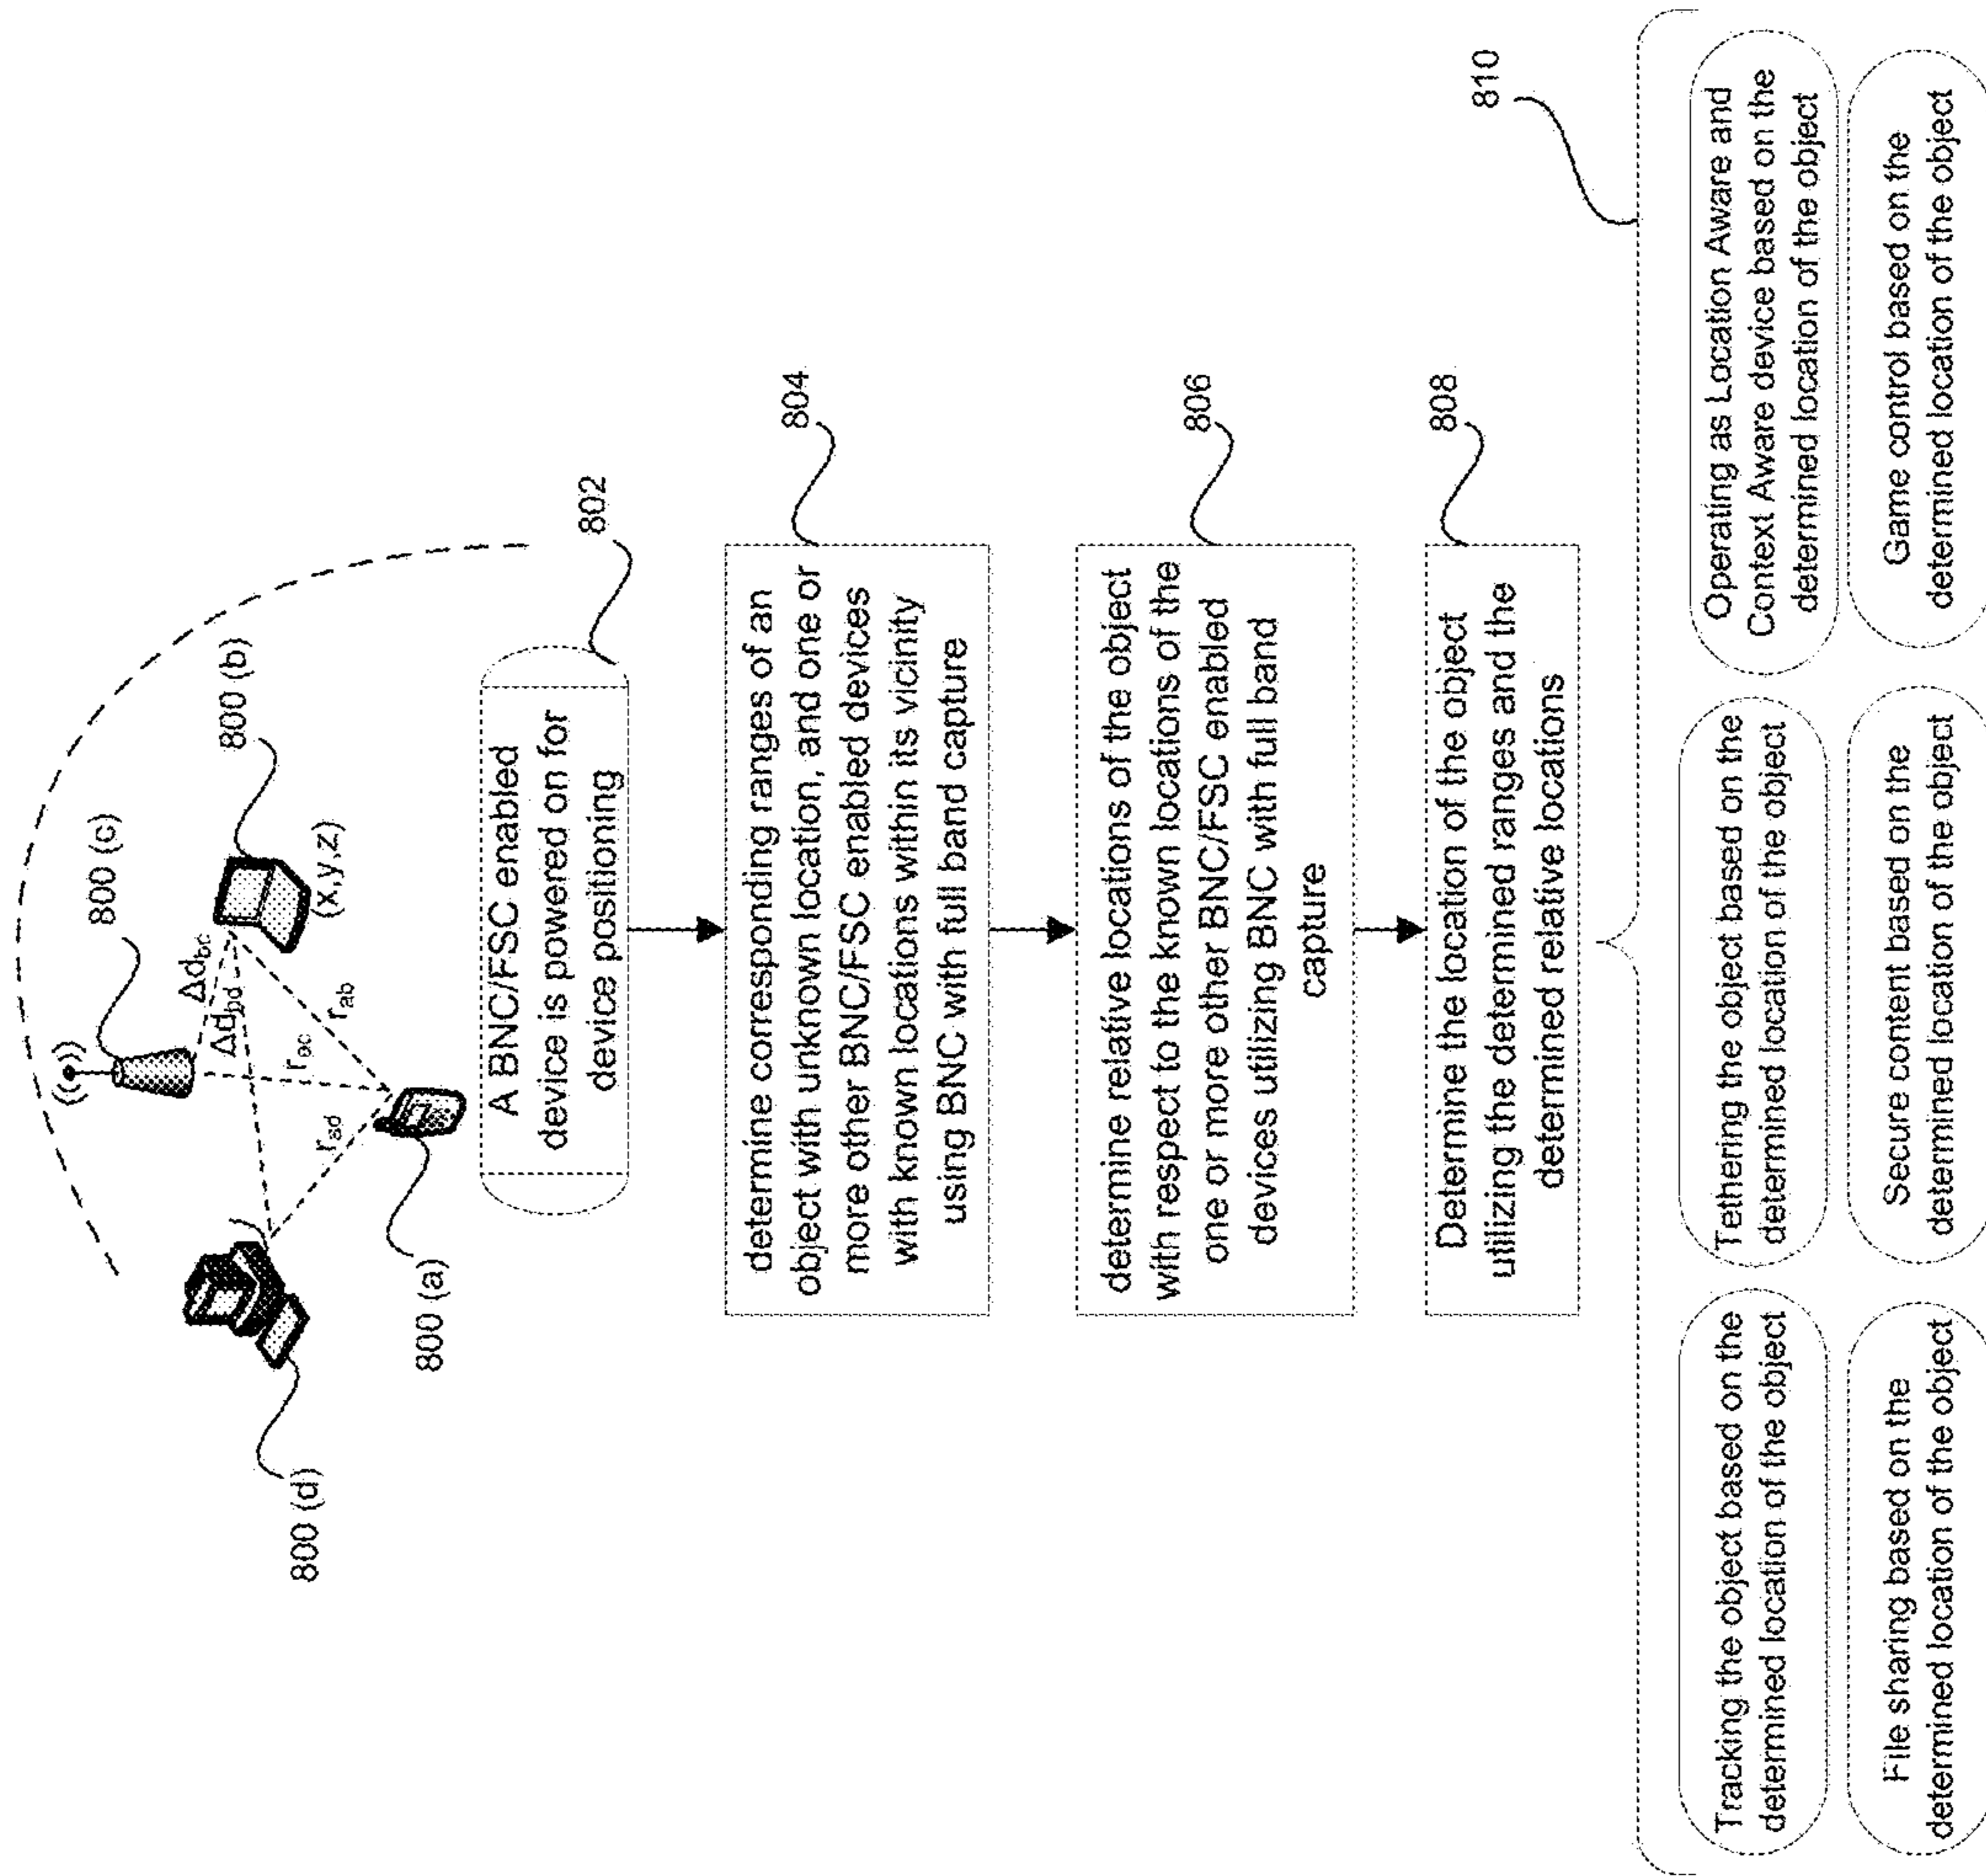 800 (c)
800 (b)
Δd_bc
Δd_bd
(x,y,z)
r_ab
r_ac
r_ad
800 (d)
800 (a)
802
A BNC/FSC enabled
device is powered on for
device positioning
804
determine corresponding ranges of an
object with unknown location, and one or
more other BNC/FSC enabled devices
with known locations within its vicinity
using BNC with full band capture
806
determine relative locations of the object
with respect to the known locations of the
one or more other BNC/FSC enabled
devices utilizing BNC with full band
capture
808
Determine the location of the object
utilizing the determined ranges and the
determined relative locations
810
Tracking the object based on the
determined location of the object
Tethering the object based on the
determined location of the object
Operating as Location Aware and
Context Aware device based on the
determined location of the object
File sharing based on the
determined location of the object
Secure content based on the
determined location of the object
Game control based on the
determined location of the object